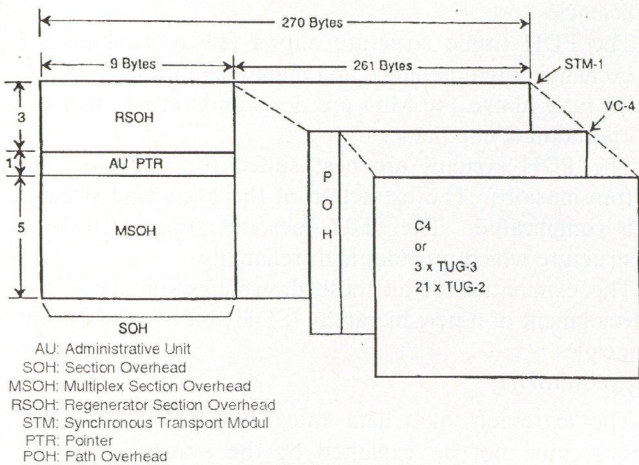 270 Bytes
9 Bytes
261 Bytes
STM-1
VC-4
3
RSOH
1
AU PTR
5
MSOH
P
O
H
C4
or
3 x TUG-3
21 x TUG-2
SOH
AU: Administrative Unit
SOH: Section Overhead
MSOH: Multiplex Section Overhead
RSOH: Regenerator Section Overhead
STM: Synchronous Transport Modul
PTR: Pointer
POH: Path Overhead